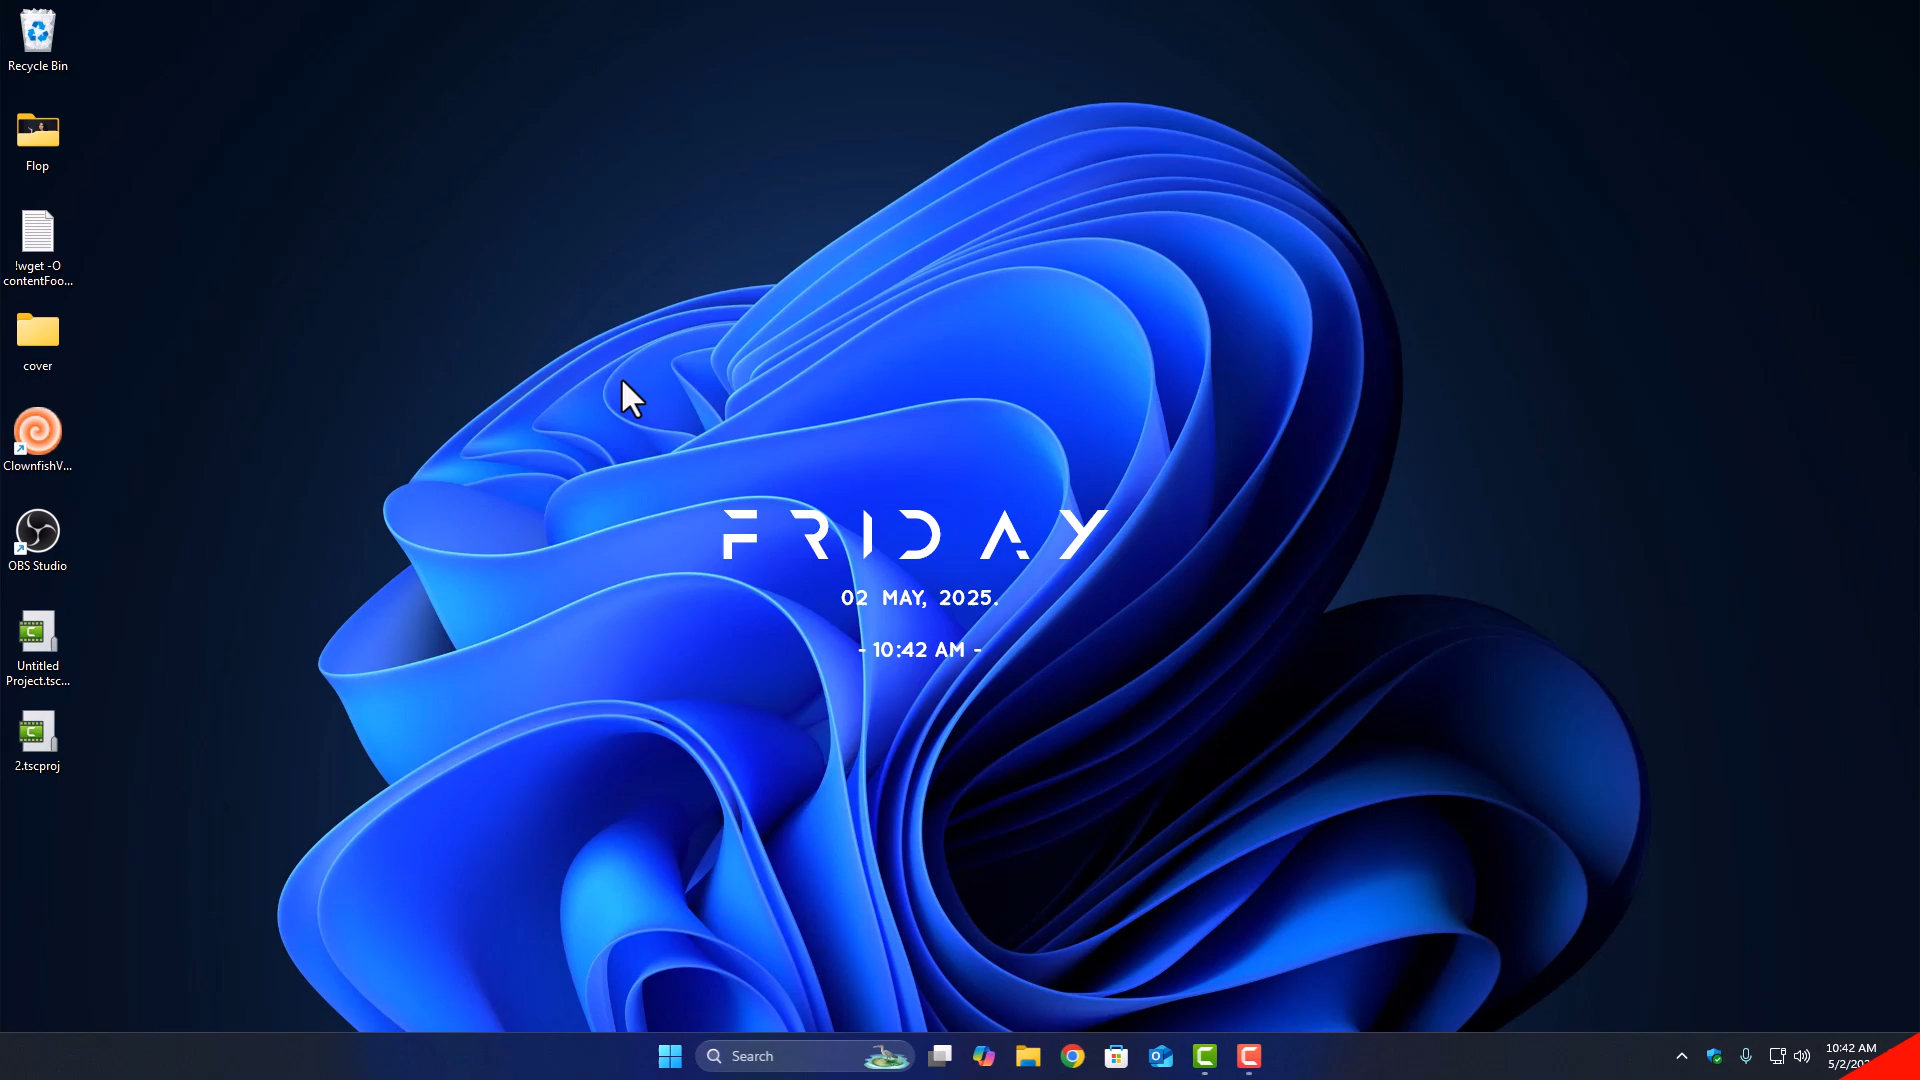 Recycle Bin
Flop
!wget -O
contentFoo...
cover
ClownfishV...
OBS Studio
Untitled
Project.tsc...
2.tscproj
FRIDAY
02 MAY, 2025.
- 10:42 AM -
Search
10:42 AM